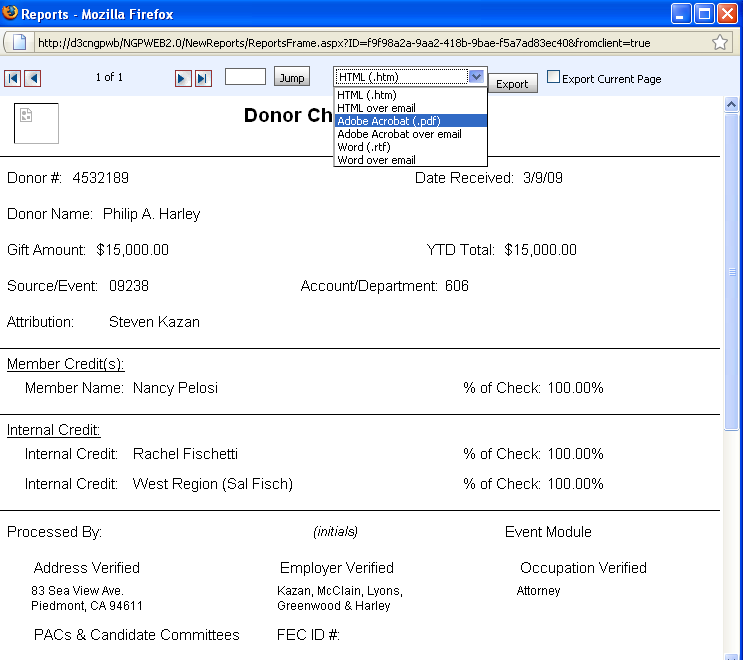 Reports - Mozilla Firefox
http://d3cngpwb/NGPWEB2.0/NewReports/ReportsFrame.aspx?ID=f9f98a2a-9aa2-418b-9bae-f5a7ad83ec40&fromclient=true
1 of 1 Jump HTML (.htm) Export Export Current Page
HTML (.htm)
HTML over email
Adobe Acrobat (.pdf)
Adobe Acrobat over email
Word (.rtf)
Word over email
Donor Ch
Donor #: 4532189 Date Received: 3/9/09
Donor Name: Philip A. Harley
Gift Amount: $15,000.00 YTD Total: $15,000.00
Source/Event: 09238 Account/Department: 606
Attribution: Steven Kazan
Member Credit(s):
Member Name: Nancy Pelosi % of Check: 100.00%
Internal Credit:
Internal Credit: Rachel Fischetti % of Check: 100.00%
Internal Credit: West Region (Sal Fisch) % of Check: 100.00%
Processed By: (initials) Event Module
Address Verified Employer Verified Occupation Verified
83 Sea View Ave. Kazan, McClain, Lyons, Attorney
Piedmont, CA 94611 Greenwood & Harley
PACs & Candidate Committees FEC ID #: